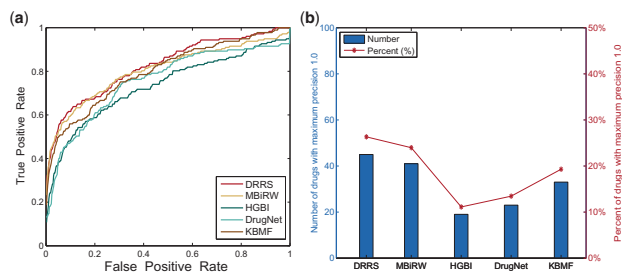 (a)
1
0.8
0.6
0.4
0.2
0
True Positive Rate
0
0.2
0.4
0.6
0.8
1
False Positive Rate
DRRS
MBiRW
HGBI
DrugNet
KBMF
(b)
100
80
60
40
20
0
Number of drugs with maximum precision 1.0
Number
Percent (%)
50%
40%
30%
20%
10%
0%
Percent of drugs with maximum precision 1.0
DRRS
MBiRW
HGBI
DrugNet
KBMF